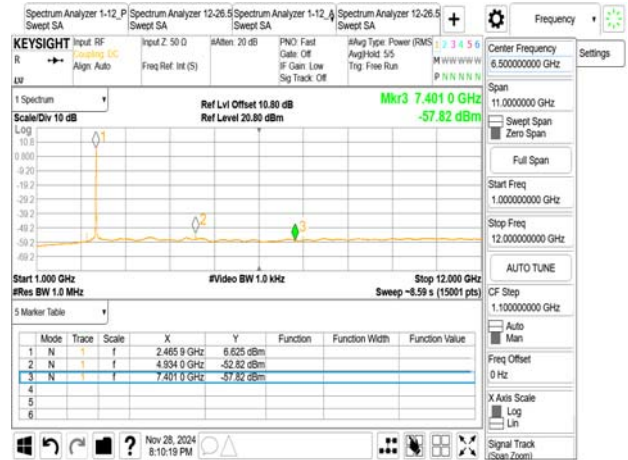 Spectrum Analyzer 1-12_P Spectrum Analyzer 12-26.5 Spectrum Analyzer 1-12_A Spectrum Analyzer 12-26.5
Swept SA Swept SA Swept SA Swept SA
+
Frequency
Settings
KEYSIGHT Input: RF Input Z: 50 Ω #Atten: 20 dB PNO: Fast #Avg Type: Power (RMS 1 2 3 4 5 6
R Coupling: DC Gate: Off Avg|Hold: 5/5 M W W W W W
Align: Auto Freq Ref: Int (S) IF Gain: Low Trig: Free Run P N N N N N
Sig Track: Off
1 Spectrum
Ref Lvl Offset 10.80 dB
Mkr3 7.401 0 GHz
Scale/Div 10 dB
Ref Level 20.80 dBm
-57.82 dBm
Log
10.8
0.800
-9.20
-19.2
-29.2
-39.2
-49.2
-59.2
-69.2
1
2
3
Start 1.000 GHz #Video BW 1.0 kHz Stop 12.000 GHz
#Res BW 1.0 MHz Sweep ~8.59 s (15001 pts)
5 Marker Table
Mode Trace Scale X Y Function Function Width Function Value
1 N 1 f 2.465 9 GHz 6.625 dBm
2 N 1 f 4.934 0 GHz -52.82 dBm
3 N 1 f 7.401 0 GHz -57.82 dBm
4
5
6
?
Nov 28, 2024
8:10:19 PM
Center Frequency
6.500000000 GHz
Span
11.0000000 GHz
Swept Span
Zero Span
Full Span
Start Freq
1.000000000 GHz
Stop Freq
12.000000000 GHz
AUTO TUNE
CF Step
1.100000000 GHz
Auto
Man
Freq Offset
0 Hz
X Axis Scale
Log
Lin
Signal Track
(Span Zoom)